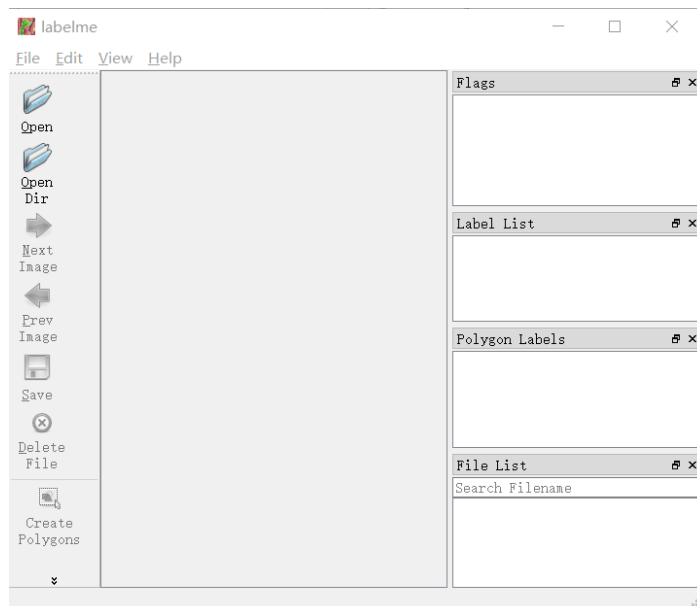 labelme
File Edit View Help
Open
Open
Dir
Next
Image
Prev
Image
Save
Delete
File
Create
Polygons
Flags
Label List
Polygon Labels
File List
Search Filename